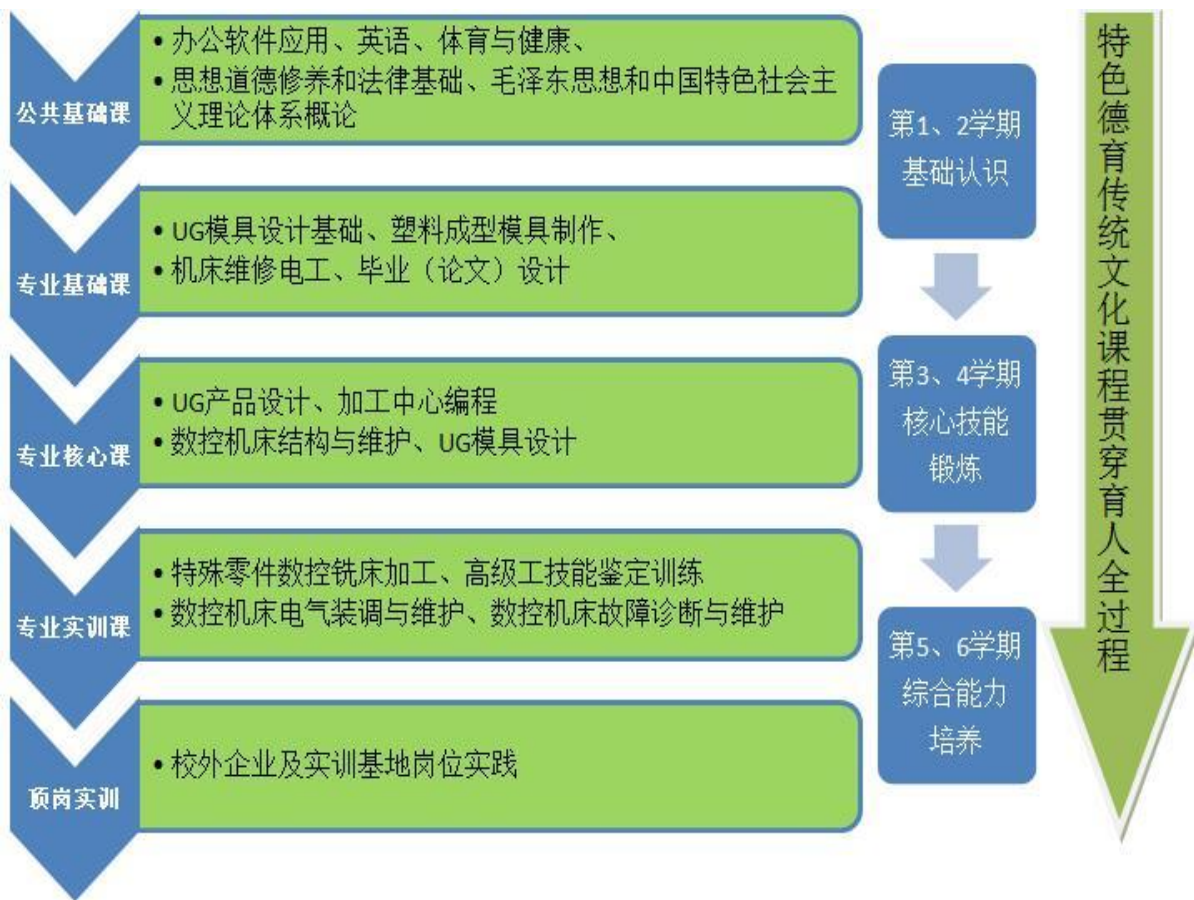 公共基础课
• 办公软件应用、英语、体育与健康、
• 思想道德修养和法律基础、毛泽东思想和中国特色社会主
义理论体系概论
专业基础课
• UG模具设计基础、塑料成型模具制作、
• 机床维修电工、毕业（论文）设计
专业核心课
• UG产品设计、加工中心编程
• 数控机床结构与维护、UG模具设计
专业实训课
• 特殊零件数控铣床加工、高级工技能鉴定训练
• 数控机床电气装调与维护、数控机床故障诊断与维护
顶岗实训
• 校外企业及实训基地岗位实践
第1、2学期
基础认识
第3、4学期
核心技能
锻炼
第5、6学期
综合能力
培养
特色德育传统文化课程贯穿育人全过程